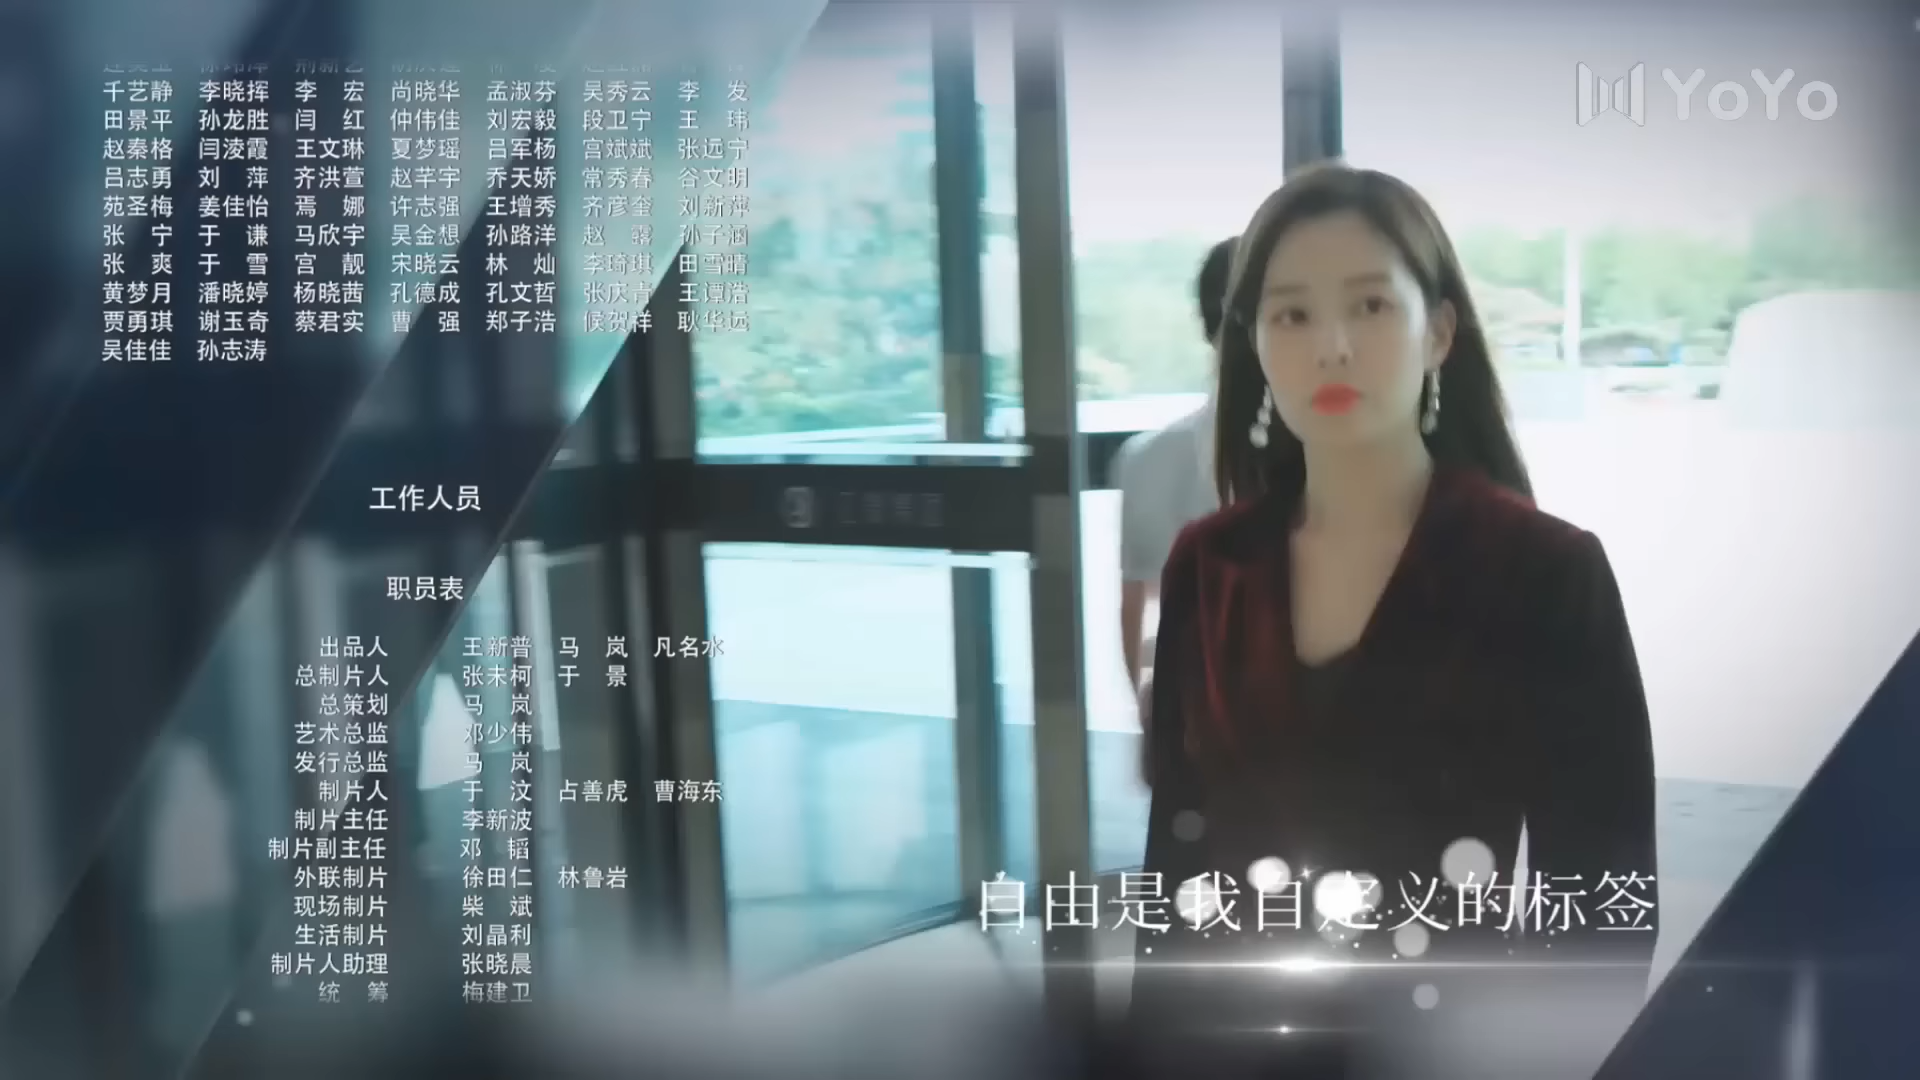 YoYo
千艺静 李晓挥 李 宏 尚晓华 孟淑芬 吴秀云 李 发
田景平 孙龙胜 闫 红 仲伟佳 刘宏毅 段卫宁 王 玮
赵秦格 闫淩霞 王文琳 夏梦瑶 吕军杨 宫斌斌 张远宁
吕志勇 刘 萍 齐洪萱 赵芊宇 乔天娇 常秀春 谷文明
苑圣梅 姜佳怡 焉 娜 许志强 王增秀 齐彦奎 刘新萍
张 宁 于 谦 马欣宇 吴金想 孙路洋 赵 露 孙子涵
张 爽 于 雪 宫 靓 宋晓云 林 灿 李琦琪 田雪晴
黄梦月 潘晓婷 杨晓茜 孔德成 孔文哲 张庆青 王谭浩
贾勇琪 谢玉奇 蔡君实 曹 强 郑子浩 候贺祥 耿华远
吴佳佳 孙志涛
工作人员
职员表
出品人 王新普 马 岚 凡名水
总制片人 张未柯 于 景
总策划 马 岚
艺术总监 邓少伟
发行总监 马 岚
制片人 于 汶 占善虎 曹海东
制片主任 李新波
制片副主任 邓 韬
外联制片 徐田仁 林鲁岩
现场制片 柴 斌
生活制片 刘晶利
制片人助理 张晓晨
统 筹 梅建卫
自由是我自定义的标签